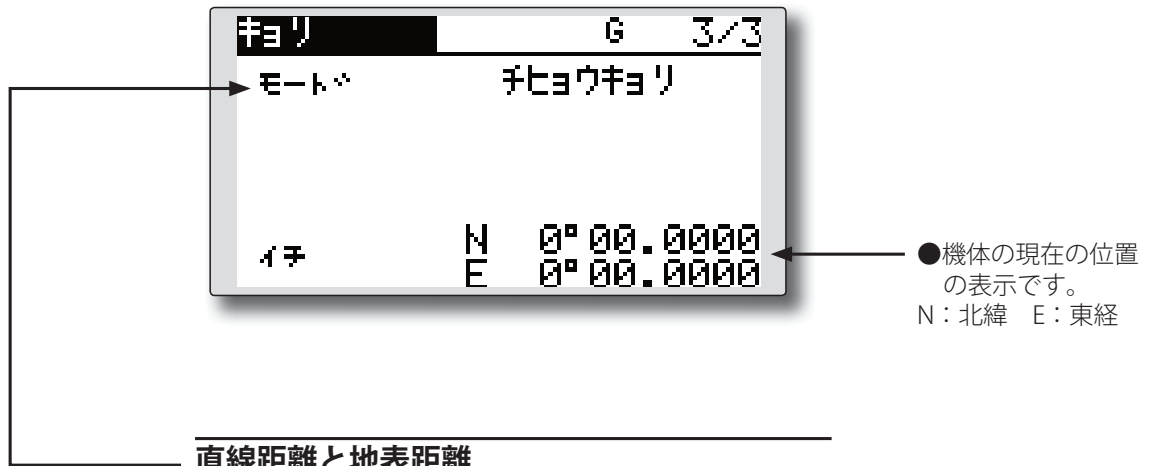 キョリ G 3/3
モード チヒョウキョリ
イチ N 0°00.0000
E 0°00.0000
●機体の現在の位置
の表示です。
N：北緯 E：東経
直線距離と地表距離